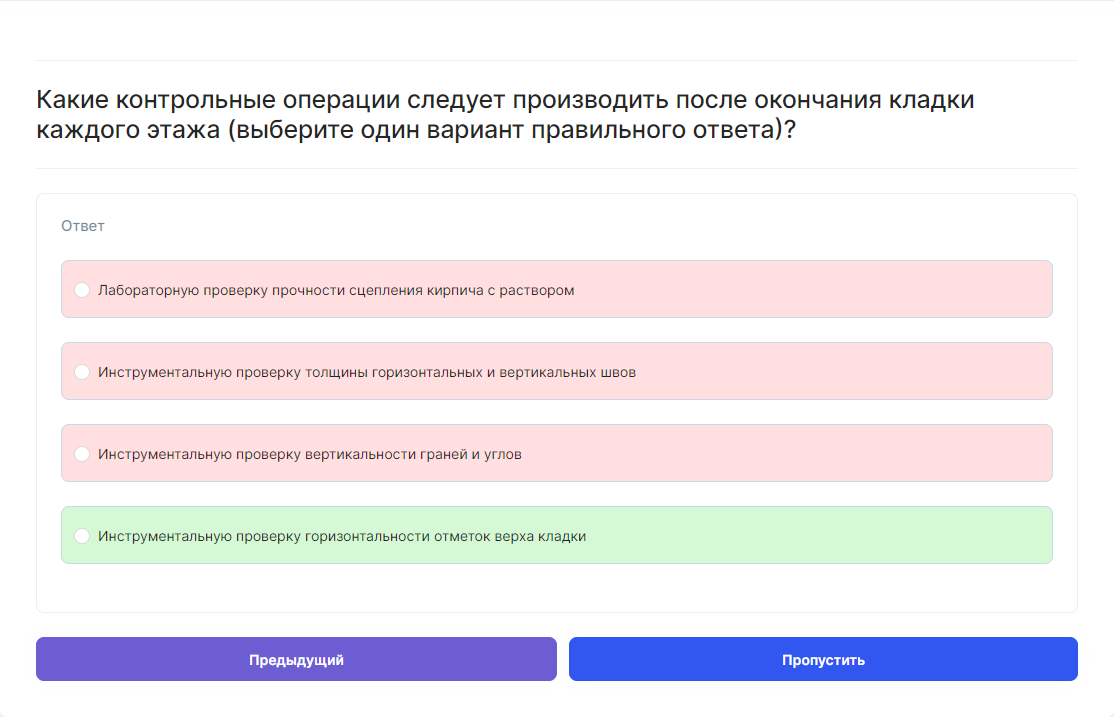 Какие контрольные операции следует производить после окончания кладки
каждого этажа (выберите один вариант правильного ответа)?
Ответ
Лабораторную проверку прочности сцепления кирпича с раствором
Инструментальную проверку толщины горизонтальных и вертикальных швов
Инструментальную проверку вертикальности граней и углов
Инструментальную проверку горизонтальности отметок верха кладки
Предыдущий
Пропустить